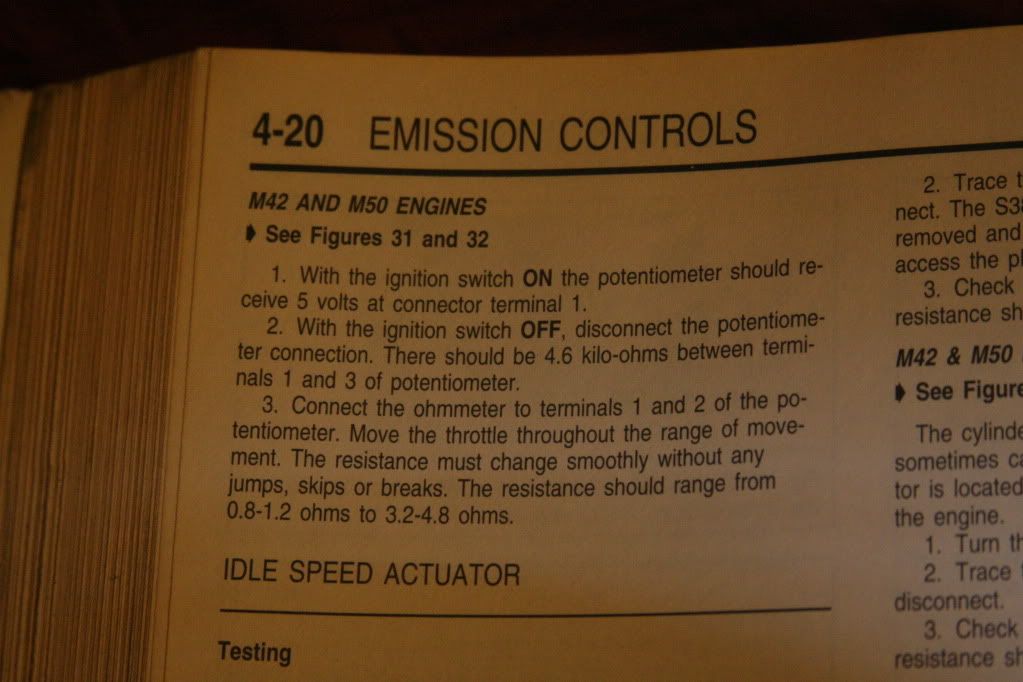 4-20 EMISSION CONTROLS
M42 AND M50 ENGINES
See Figures 31 and 32
1. With the ignition switch ON the potentiometer should re-
ceive 5 volts at connector terminal 1.
2. With the ignition switch OFF, disconnect the potentiome-
ter connection. There should be 4.6 kilo-ohms between termi-
nals 1 and 3 of potentiometer.
3. Connect the ohmmeter to terminals 1 and 2 of the po-
tentiometer. Move the throttle throughout the range of move-
ment. The resistance must change smoothly without any
jumps, skips or breaks. The resistance should range from
0.8-1.2 ohms to 3.2-4.8 ohms.
IDLE SPEED ACTUATOR
Testing
2. Trace
nect. The
removed and
access the
3. Check
resistance
M42 & M50
See
The
sometimes
tor is located
the engine.
1. Turn
2. Trace
disconnect.
3. Check
resistance